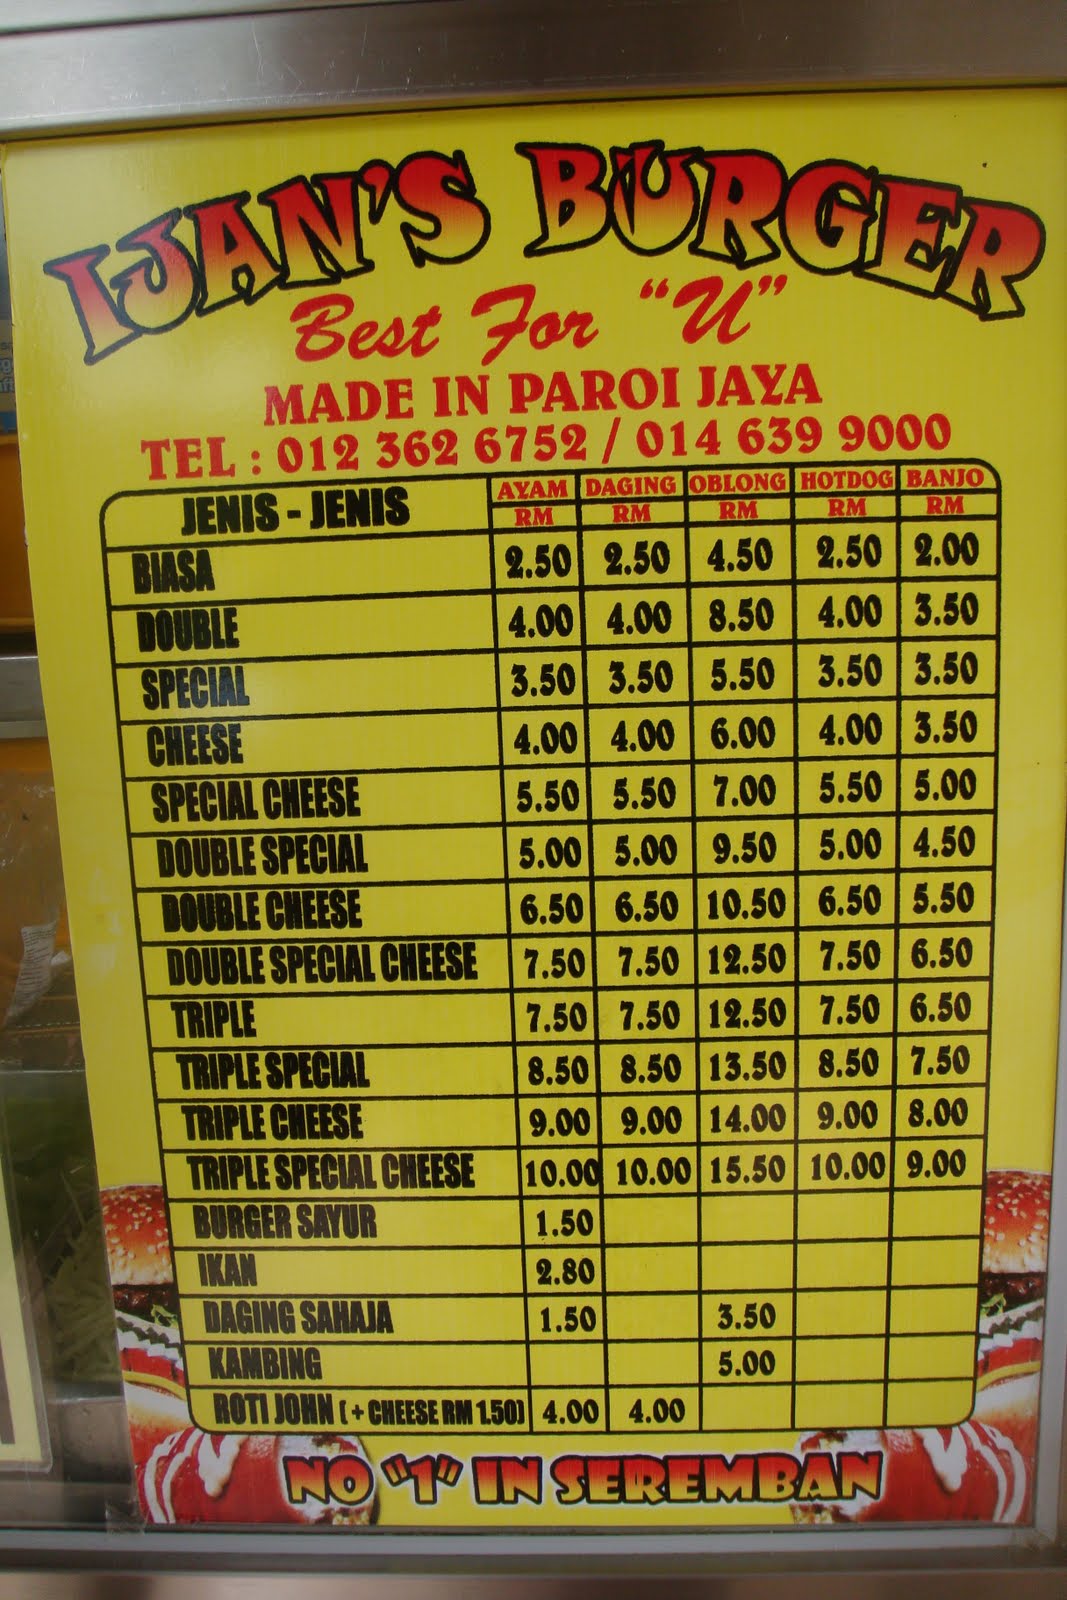 IJAN'S BURGER
Best For "U"
MADE IN PAROI JAYA
TEL : 012 362 6752 / 014 639 9000
JENIS - JENIS AYAM RM DAGING RM OBLONG RM HOTDOG RM BANJO RM
BIASA 2.50 2.50 4.50 2.50 2.00
DOUBLE 4.00 4.00 8.50 4.00 3.50
SPECIAL 3.50 3.50 5.50 3.50 3.50
CHEESE 4.00 4.00 6.00 4.00 3.50
SPECIAL CHEESE 5.50 5.50 7.00 5.50 5.00
DOUBLE SPECIAL 5.00 5.00 9.50 5.00 4.50
DOUBLE CHEESE 6.50 6.50 10.50 6.50 5.50
DOUBLE SPECIAL CHEESE 7.50 7.50 12.50 7.50 6.50
TRIPLE 7.50 7.50 12.50 7.50 6.50
TRIPLE SPECIAL 8.50 8.50 13.50 8.50 7.50
TRIPLE CHEESE 9.00 9.00 14.00 9.00 8.00
TRIPLE SPECIAL CHEESE 10.00 10.00 15.50 10.00 9.00
BURGER SAYUR 1.50
IKAN 2.80
DAGING SAHAJA 1.50 3.50
KAMBING 5.00
ROTI JOHN ( + CHEESE RM 1.50) 4.00 4.00
NO "1" IN SEREMBAN